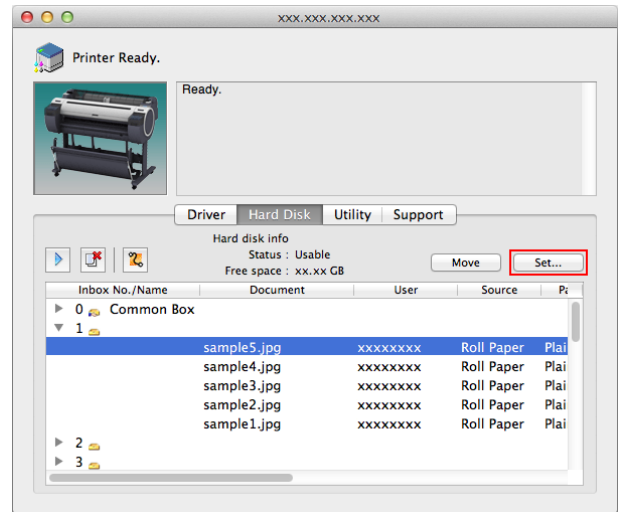 xxx.xxx.xxx.xxx
Printer Ready.
Ready.
Driver Hard Disk Utility Support
Hard disk info
Status : Usable
Free space : xx.xx GB
Move Set...
Inbox No./Name Document User Source Pa
0 Common Box
1
sample5.jpg xxxxxxxx Roll Paper Plai
sample4.jpg xxxxxxxx Roll Paper Plai
sample3.jpg xxxxxxxx Roll Paper Plai
sample2.jpg xxxxxxxx Roll Paper Plai
sample1.jpg xxxxxxxx Roll Paper Plai
2
3